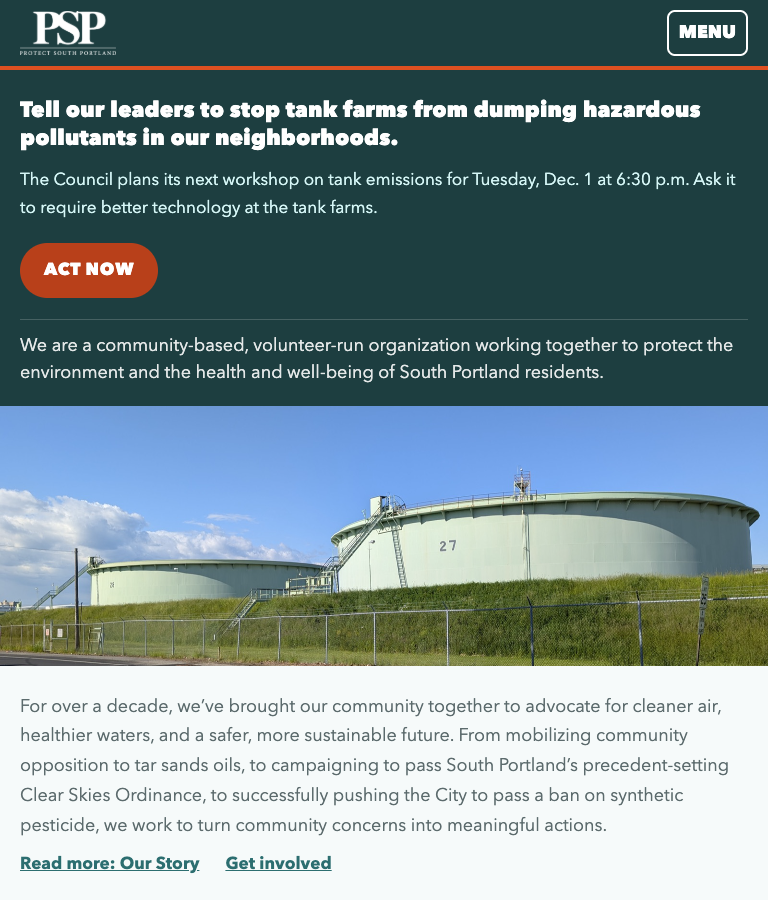 PSP
PROTECT SOUTH PORTLAND
MENU
Tell our leaders to stop tank farms from dumping hazardous
pollutants in our neighborhoods.
The Council plans its next workshop on tank emissions for Tuesday, Dec. 1 at 6:30 p.m. Ask it
to require better technology at the tank farms.
ACT NOW
We are a community-based, volunteer-run organization working together to protect the
environment and the health and well-being of South Portland residents.
27
For over a decade, we’ve brought our community together to advocate for cleaner air,
healthier waters, and a safer, more sustainable future. From mobilizing community
opposition to tar sands oils, to campaigning to pass South Portland’s precedent-setting
Clear Skies Ordinance, to successfully pushing the City to pass a ban on synthetic
pesticide, we work to turn community concerns into meaningful actions.
Read more: Our Story Get involved